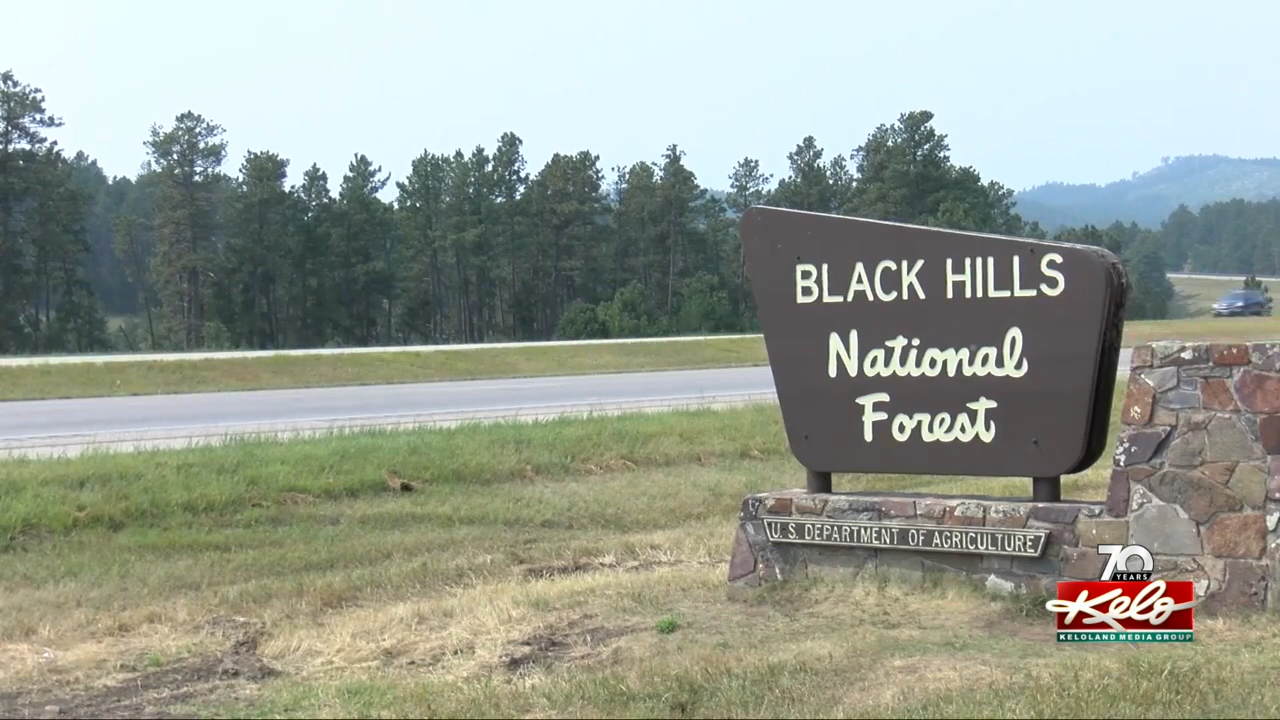 BLACK HILLS
National
Forest
U.S. DEPARTMENT OF AGRICULTURE
70
YEARS
Kelo
KELOLAND MEDIA GROUP